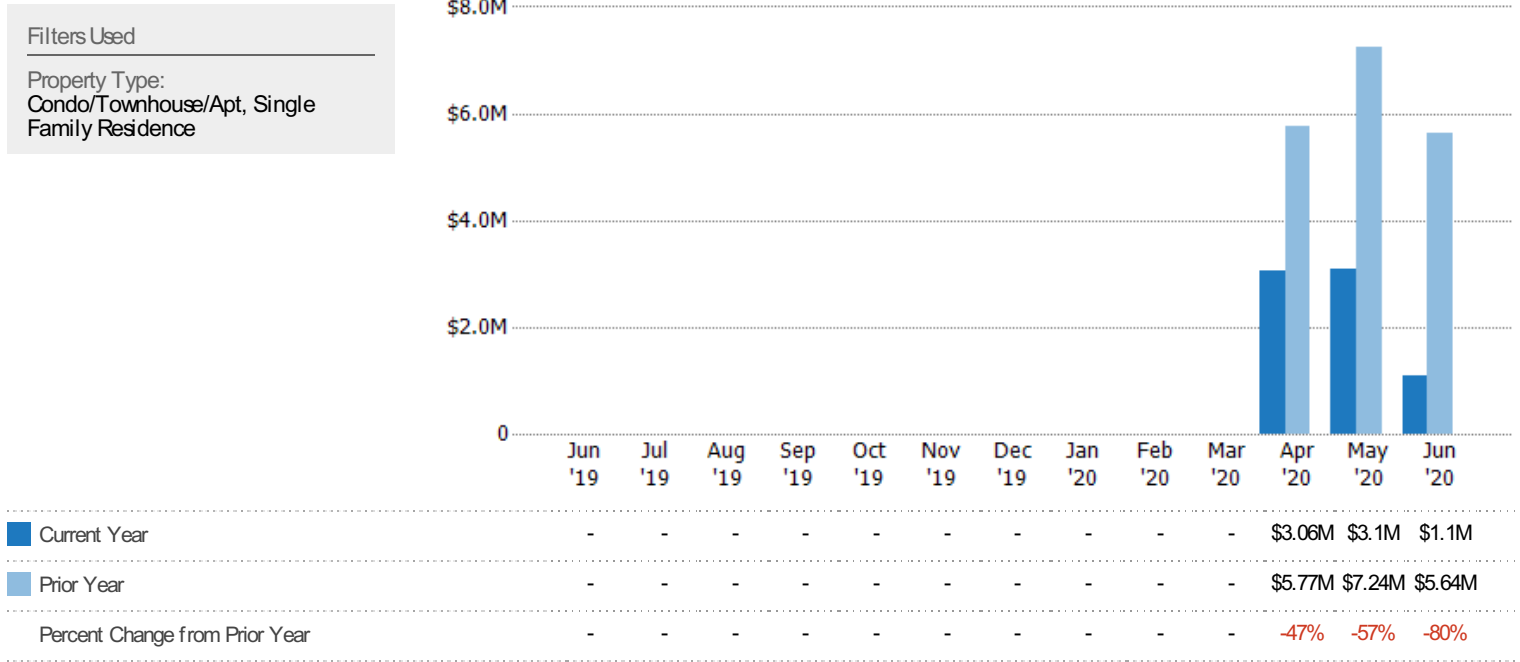 Filters Used
Property Type:
Condo/Townhouse/Apt, Single
Family Residence
$8.0M
$6.0M
$4.0M
$2.0M
0
Jun Jul Aug Sep Oct Nov Dec Jan Feb Mar Apr May Jun
'19 '19 '19 '19 '19 '19 '19 '20 '20 '20 '20 '20 '20
Current Year - - - - - - - - - - $3.06M $3.1M $1.1M
Prior Year - - - - - - - - - - $5.77M $7.24M $5.64M
Percent Change from Prior Year - - - - - - - - - - -47% -57% -80%